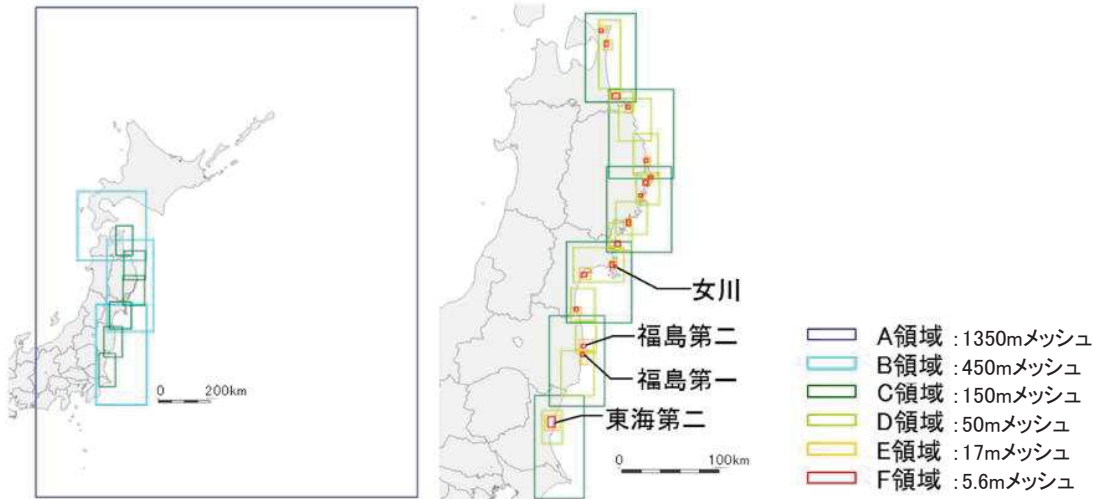 0 200km
女川
福島第二
福島第一
東海第二
0 100km
A領域 :1350mメッシュ
B領域 :450mメッシュ
C領域 :150mメッシュ
D領域 :50mメッシュ
E領域 :17mメッシュ
F領域 :5.6mメッシュ